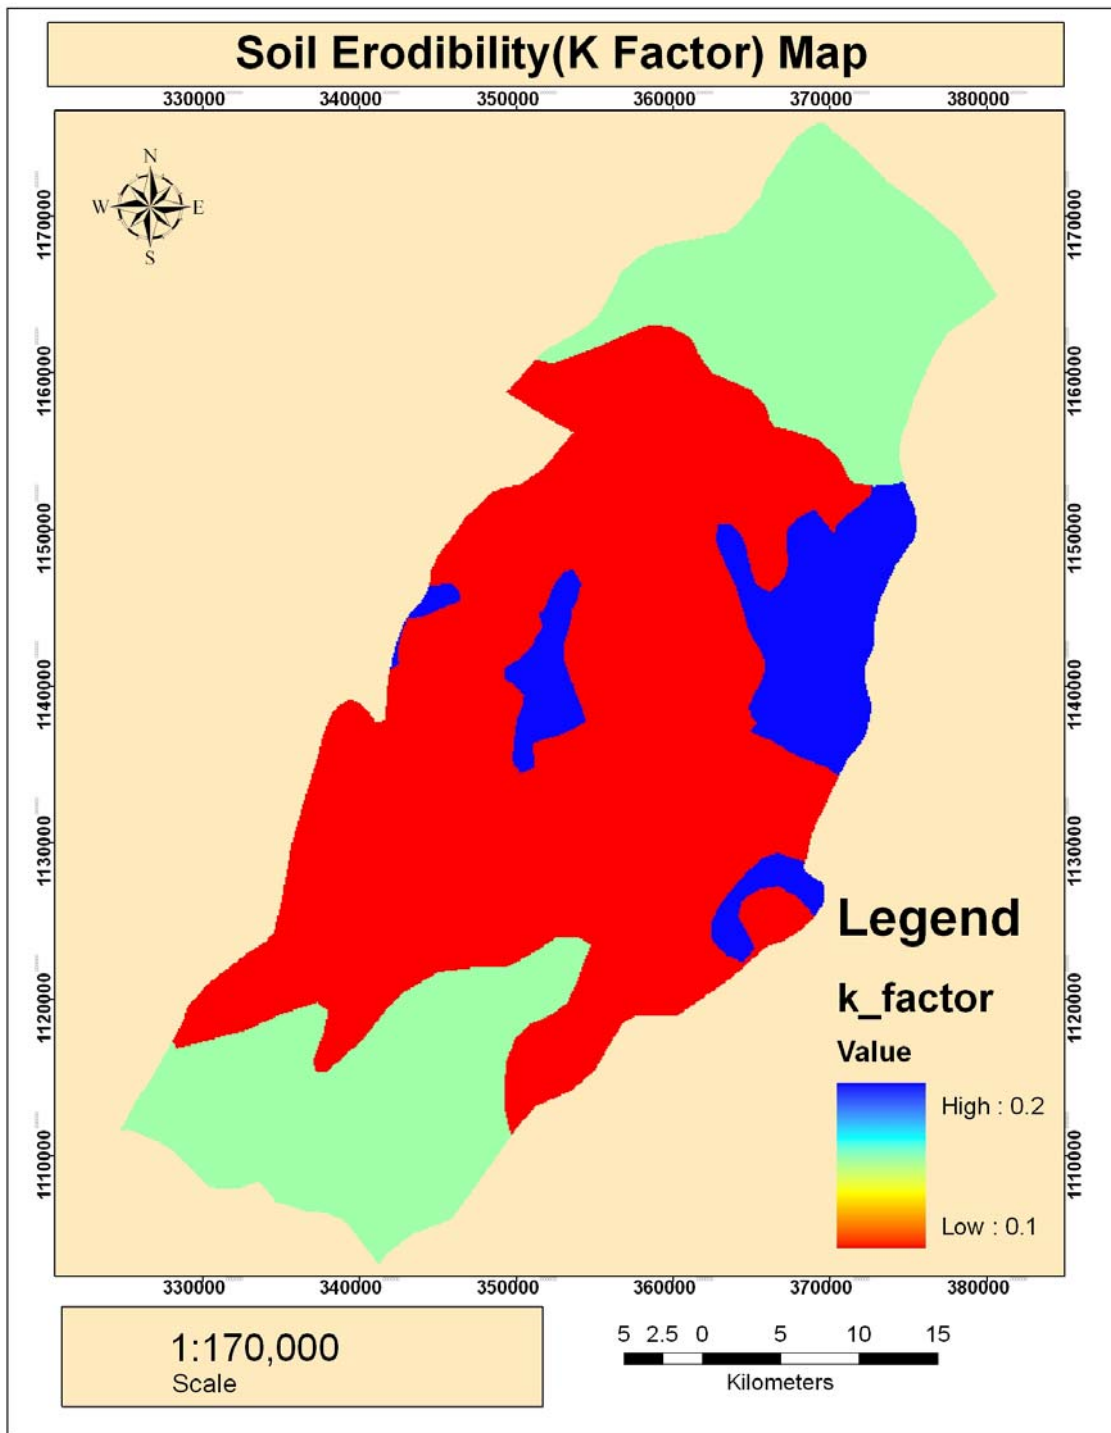 Soil Erodibility(K Factor) Map
330000 340000 350000 360000 370000 380000
N
W E
S
1170000 1170000
1160000 1160000
1150000 1150000
1140000 1140000
1130000 1130000
1120000 1120000
1110000 1110000
Legend
k_factor
Value
High : 0.2
Low : 0.1
330000 340000 350000 360000 370000 380000
1:170,000
Scale
5 2.5 0 5 10 15
Kilometers